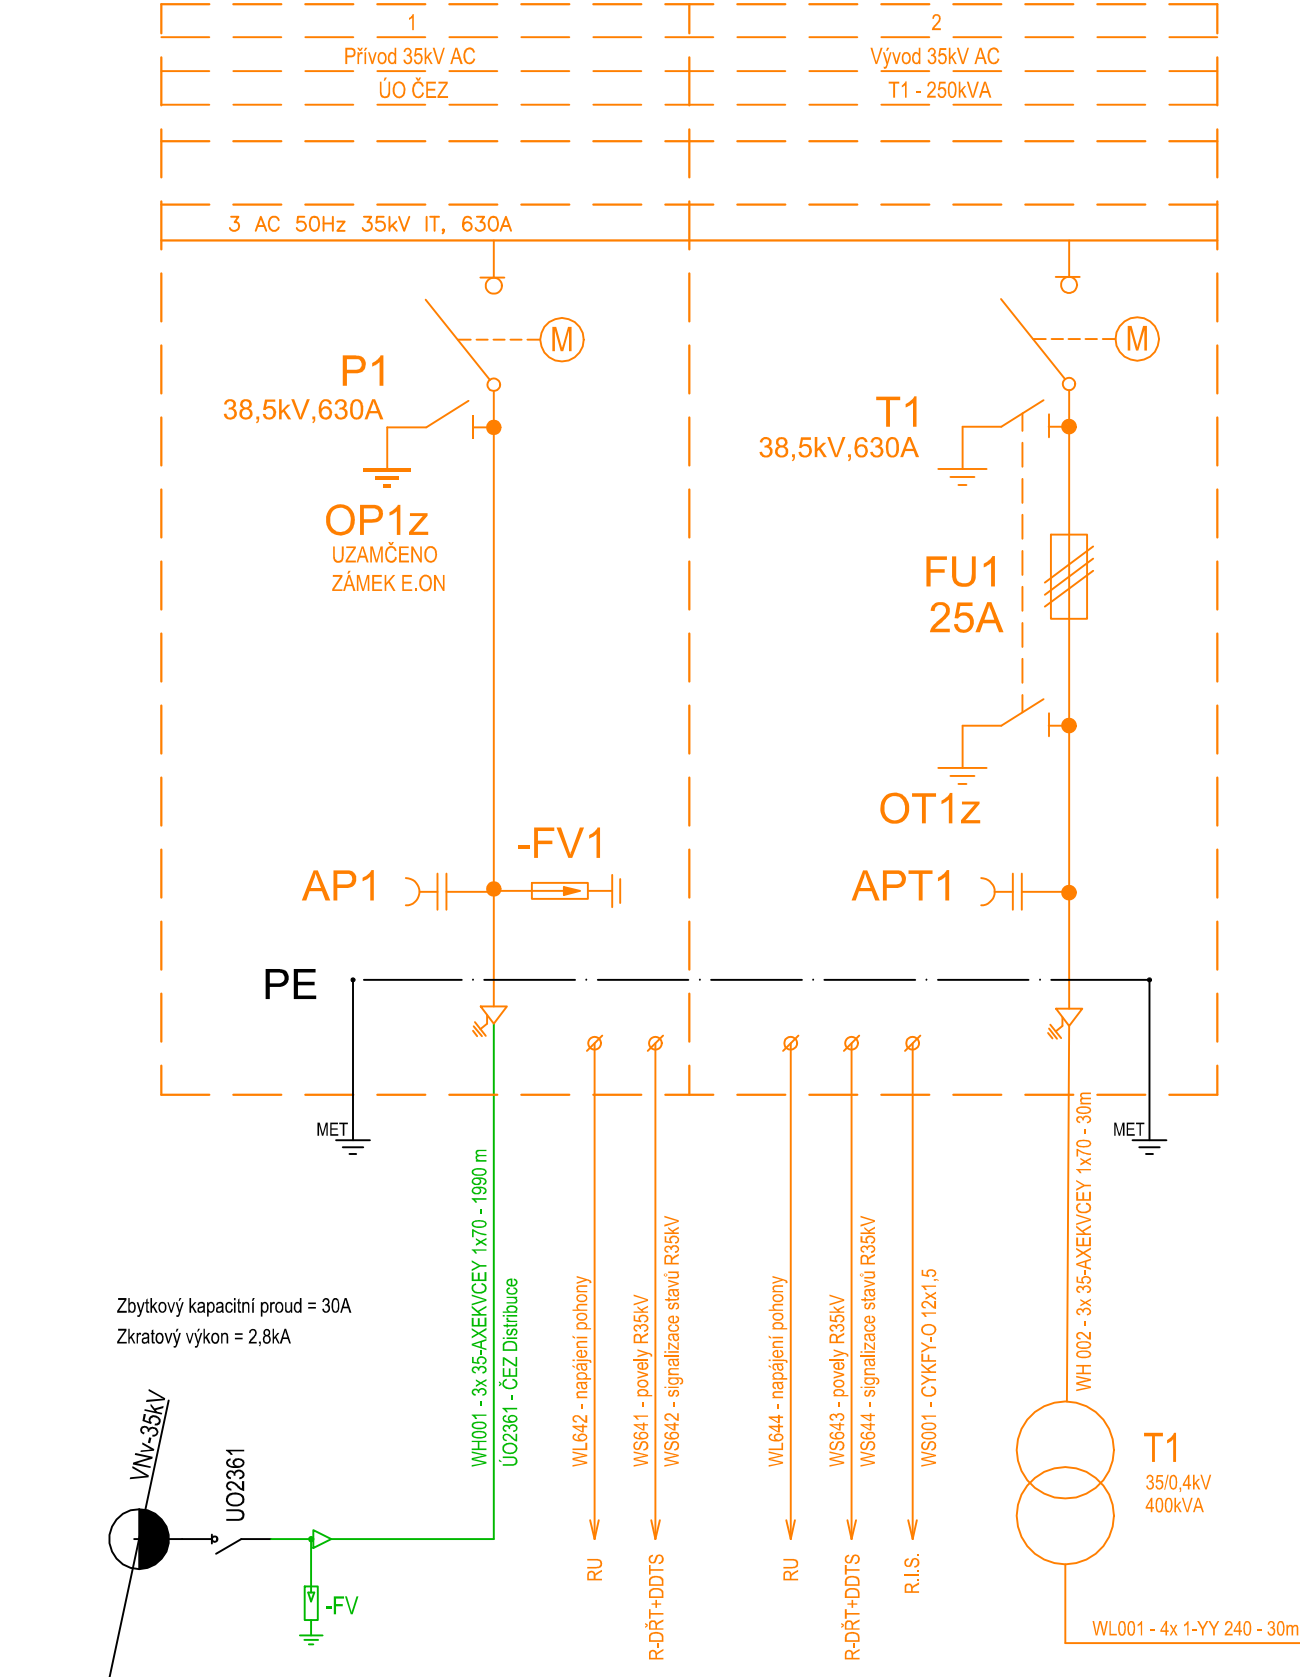 1
2
Přívod 35kV AC
Vývod 35kV AC
ÚO ČEZ
T1 - 250kVA
3 AC 50Hz 35kV IT, 630A
M
M
P1
38,5kV,630A
T1
38,5kV,630A
OP1z
UZAMČENO
ZÁMEK E.ON
FU1
25A
OT1z
-FV1
AP1
APT1
PE
MET
MET
WH001 - 3x 35-AXEKVCEY 1x70 - 1990 m
ÚO2361 - ČEZ Distribuce
WL642 - napájení pohony
WS641 - povely R35kV
WS642 - signalizace stavů R35kV
WL644 - napájení pohony
WS643 - povely R35kV
WS644 - signalizace stavů R35kV
WS001 - CYKFY-O 12x1,5
WH 002 - 3x 35-AXEKVCEY 1x70 - 30m
Zbytkový kapacitní proud = 30A
Zkratový výkon = 2,8kA
VNv-35kV
UO2361
-FV
T1
35/0,4kV
400kVA
RU
R-DŘT+DDTS
RU
R-DŘT+DDTS
R.I.S.
WL001 - 4x 1-YY 240 - 30m